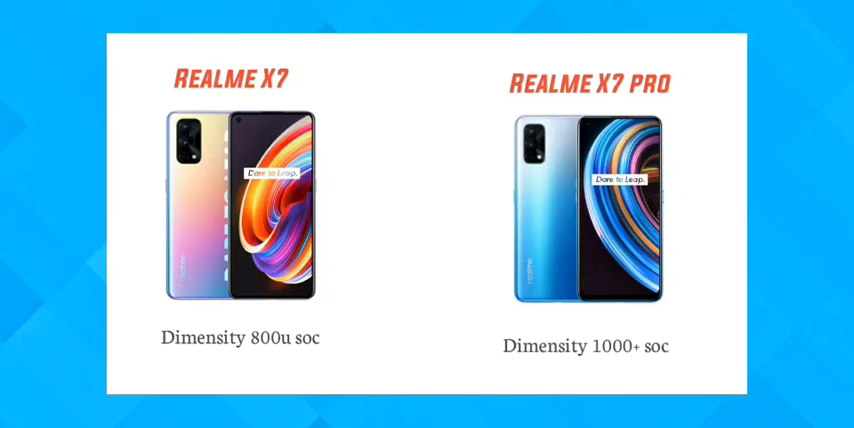 REALME X7
REALME X7 PRO
Dare to Leap.
Dare to Leap.
realme
realme
Dimensity 800u soc
Dimensity 1000+ soc